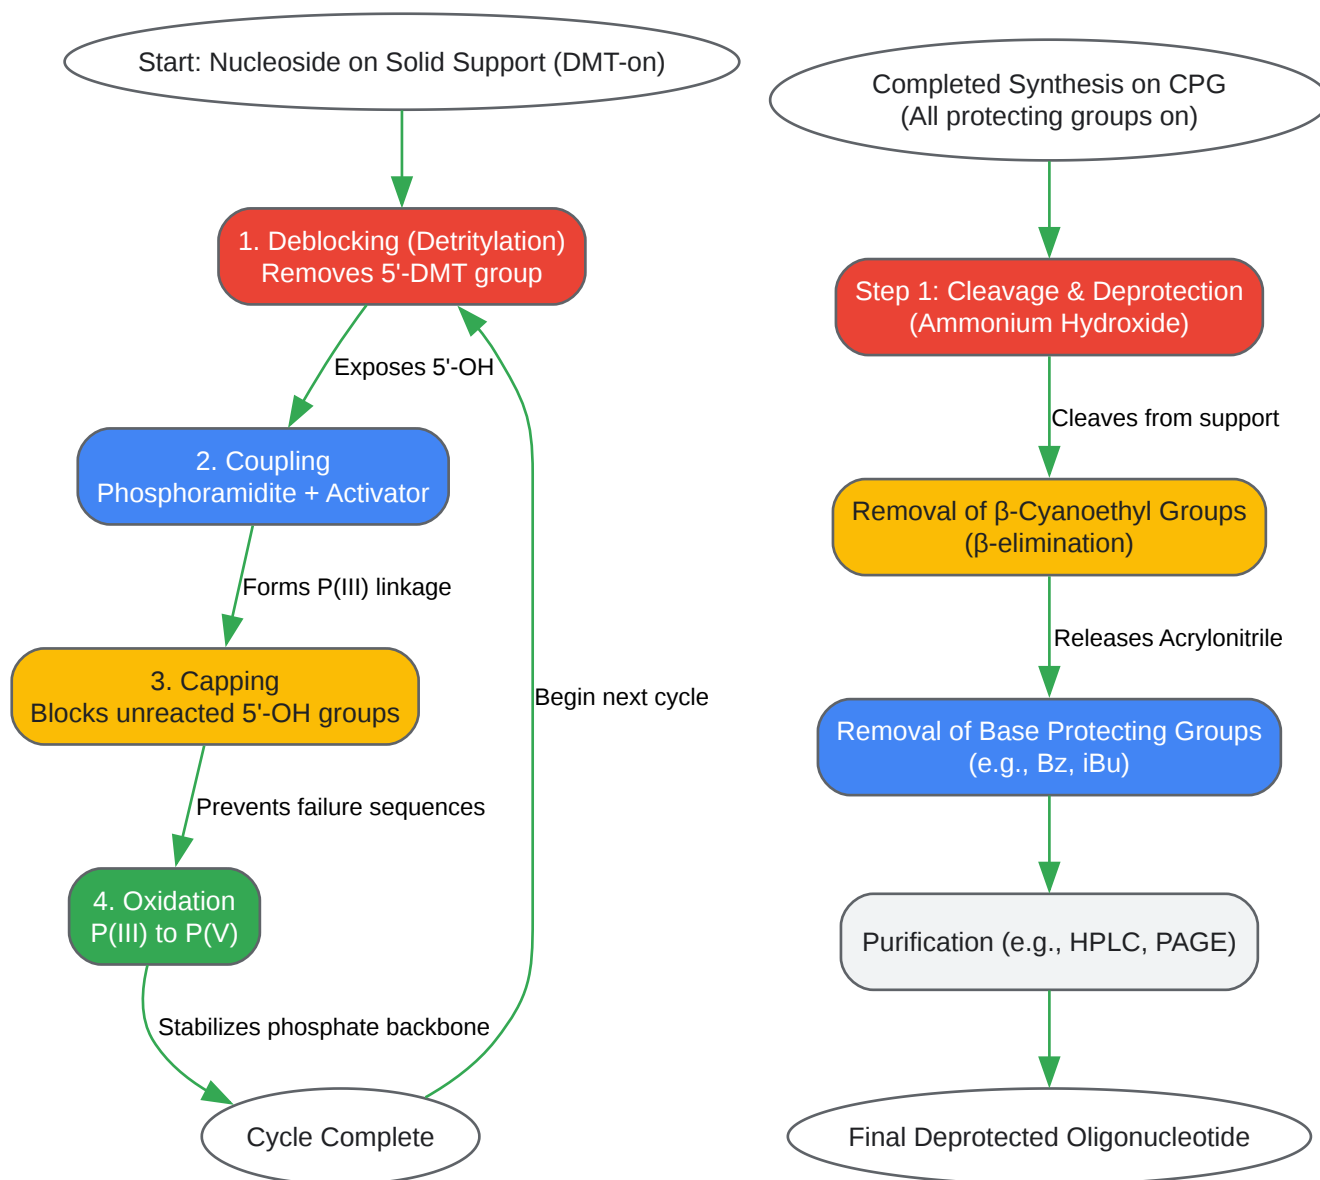 Start: Nucleoside on Solid Support (DMT-on)
1. Deblocking (Detritylation)
Removes 5'-DMT group
Exposes 5'-OH
2. Coupling
Phosphoramidite + Activator
Forms P(III) linkage
3. Capping
Blocks unreacted 5'-OH groups
Begin next cycle
Prevents failure sequences
4. Oxidation
P(III) to P(V)
Stabilizes phosphate backbone
Cycle Complete
Completed Synthesis on CPG
(All protecting groups on)
Step 1: Cleavage & Deprotection
(Ammonium Hydroxide)
Cleaves from support
Removal of β-Cyanoethyl Groups
(β-elimination)
Releases Acrylonitrile
Removal of Base Protecting Groups
(e.g., Bz, iBu)
Purification (e.g., HPLC, PAGE)
Final Deprotected Oligonucleotide